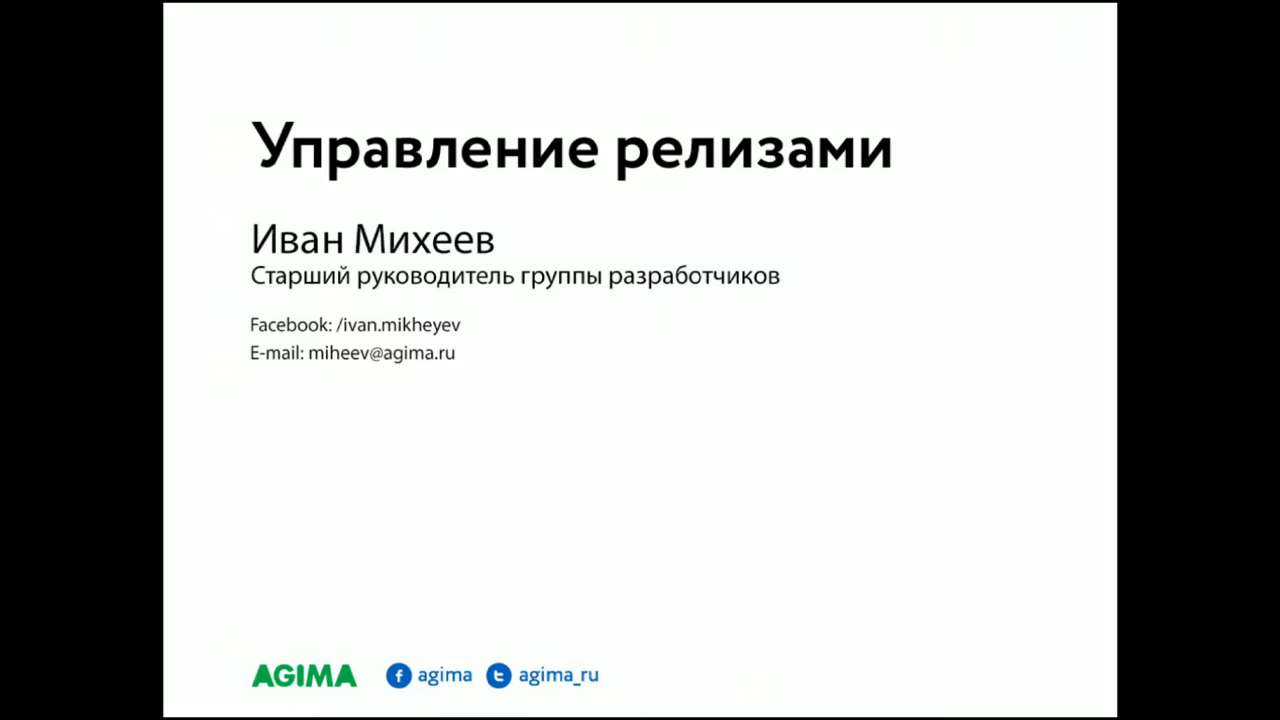 Управление релизами
Иван Михеев
Старший руководитель группы разработчиков
Facebook: /ivan.mikheyev
E-mail: miheev@agima.ru
AGIMA agima agima_ru